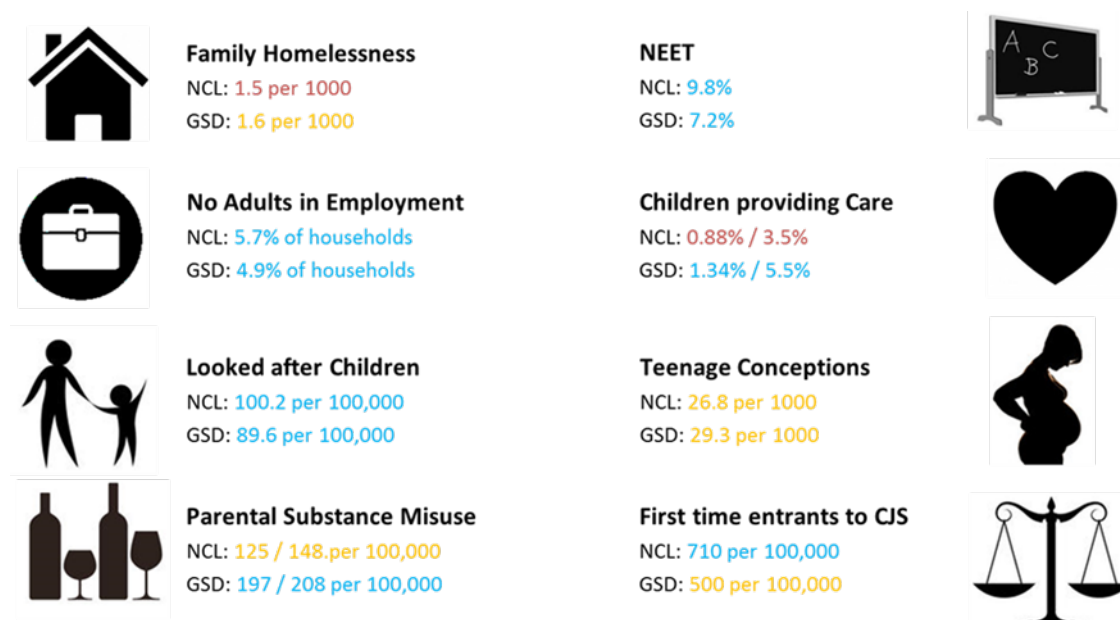 Family Homelessness
NCL: 1.5 per 1000
GSD: 1.6 per 1000
NEET
NCL: 9.8%
GSD: 7.2%
A C
B
No Adults in Employment
NCL: 5.7% of households
GSD: 4.9% of households
Children providing Care
NCL: 0.88% / 3.5%
GSD: 1.34% / 5.5%
Looked after Children
NCL: 100.2 per 100,000
GSD: 89.6 per 100,000
Teenage Conceptions
NCL: 26.8 per 1000
GSD: 29.3 per 1000
Parental Substance Misuse
NCL: 125 / 148.per 100,000
GSD: 197 / 208 per 100,000
First time entrants to CJS
NCL: 710 per 100,000
GSD: 500 per 100,000